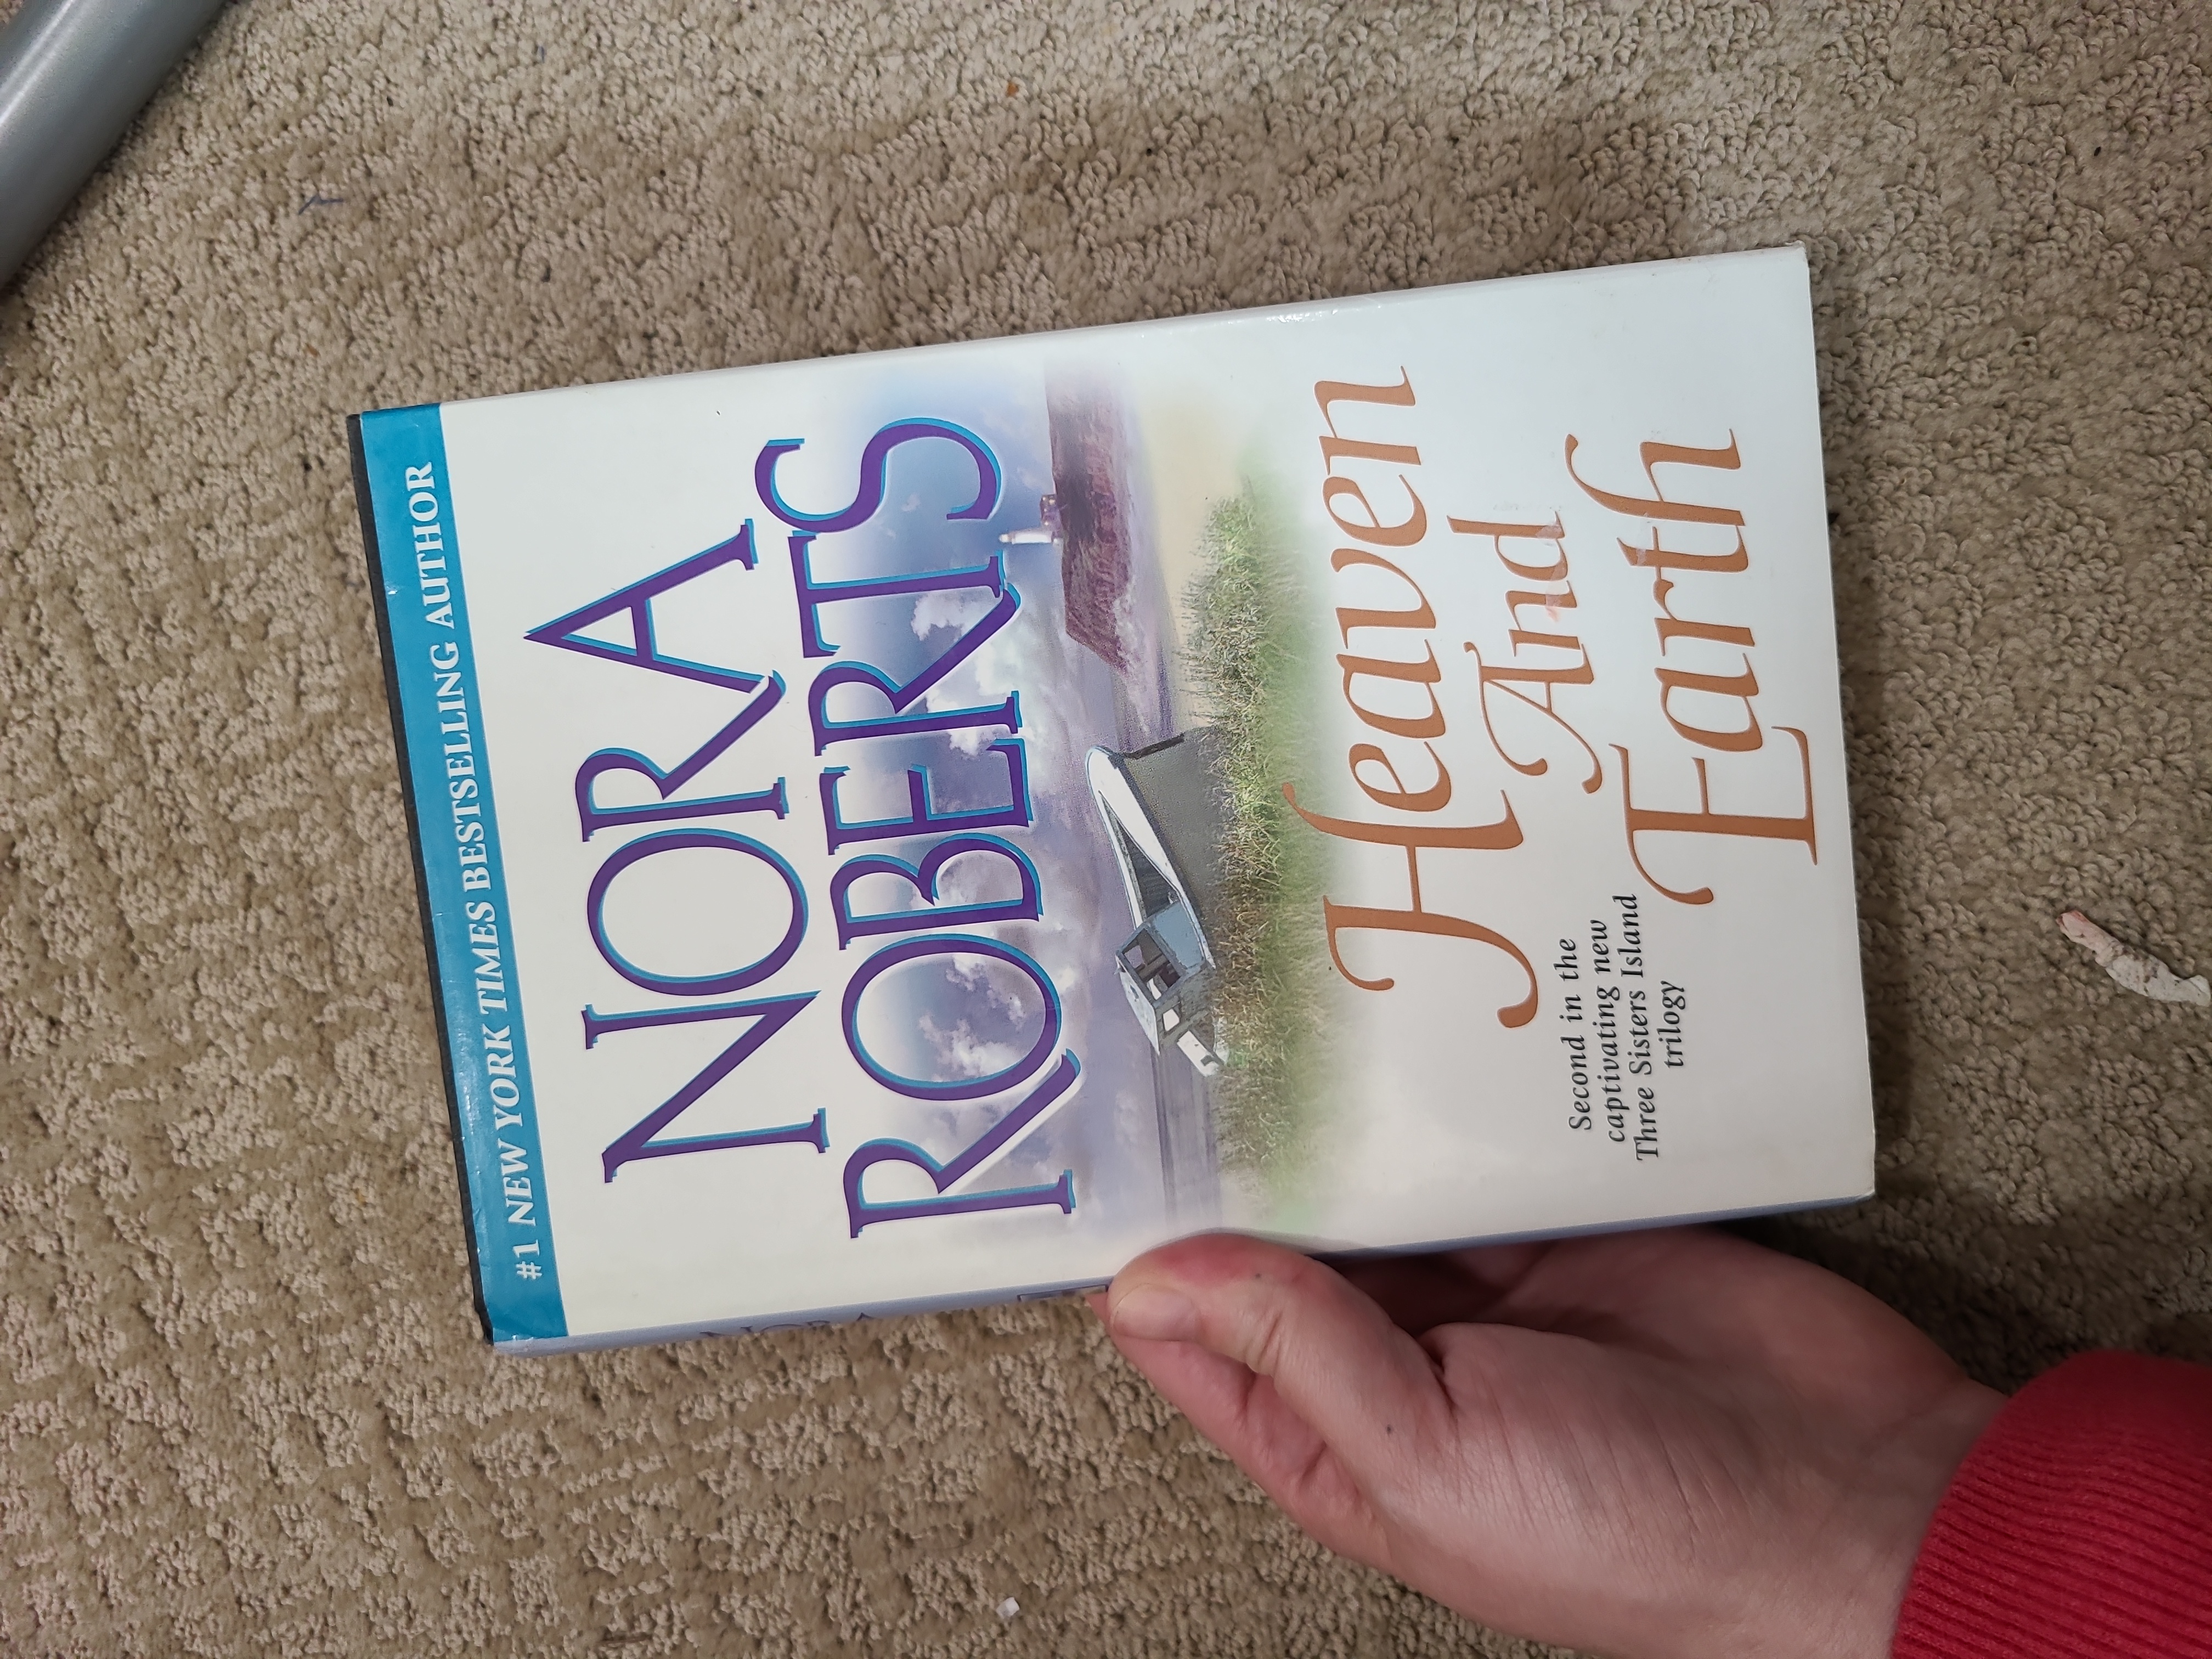 #1 NEW YORK TIMES BESTSELLING AUTHOR
NORA
ROBERTS
Heaven
And
Earth
Second in the
captivating new
Three Sisters Island
trilogy
NORA